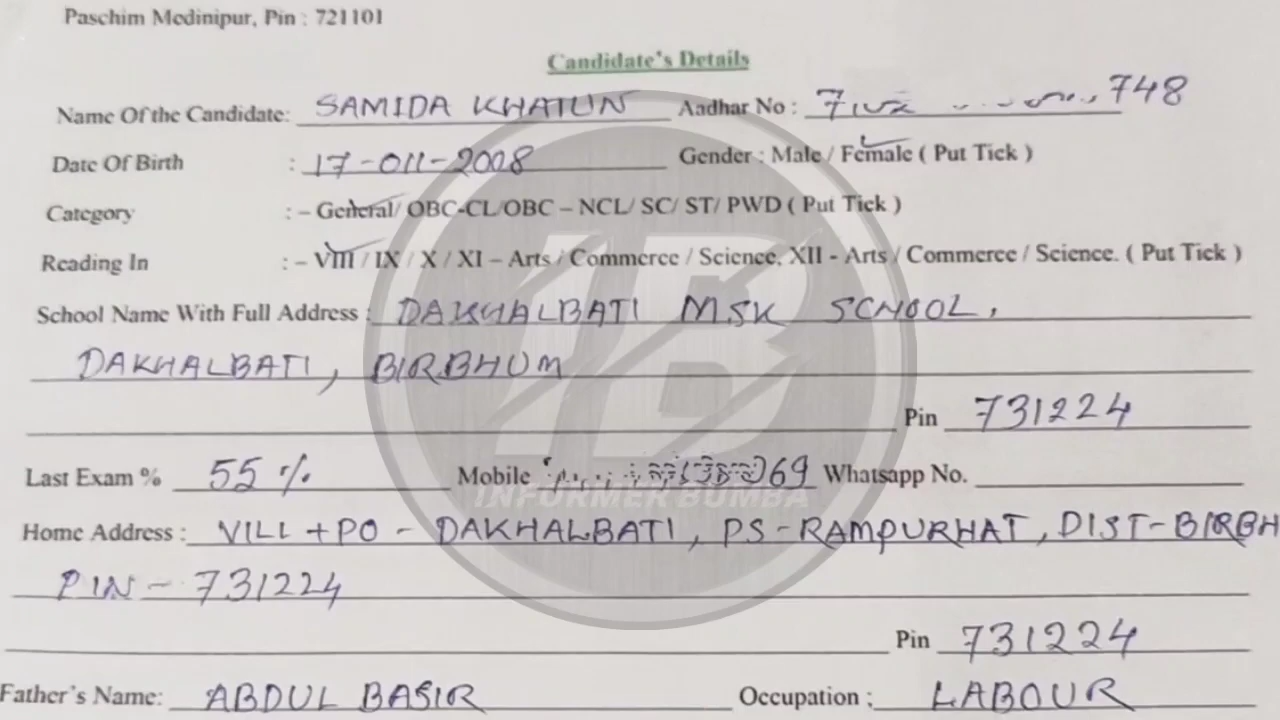 Paschim Medinipur, Pin : 721101
Candidate's Details
Name Of the Candidate: SAMIDA KHATUN Aadhar No : 748
Date Of Birth : 17-011-2008 Gender : Male / Female ( Put Tick )
Category : – General/ OBC-CL/OBC – NCL/ SC/ ST/ PWD ( Put Tick )
Reading In : – VIII / IX / X / XI – Arts / Commerce / Science, XII - Arts / Commerce / Science. ( Put Tick )
School Name With Full Address : DAKHALBATI MSK SCHOOL,
DAKHALBATI, BIRBHUM
Pin 731224
Last Exam % 55 % Mobile 69 Whatsapp No.
INFORMER BUMBA
Home Address : VILL + PO - DAKHALBATI, PS - RAMPURHAT, DIST - BIRBH
PIN - 731224
Pin 731224
Father's Name: ABDUL BASIR Occupation : LABOUR